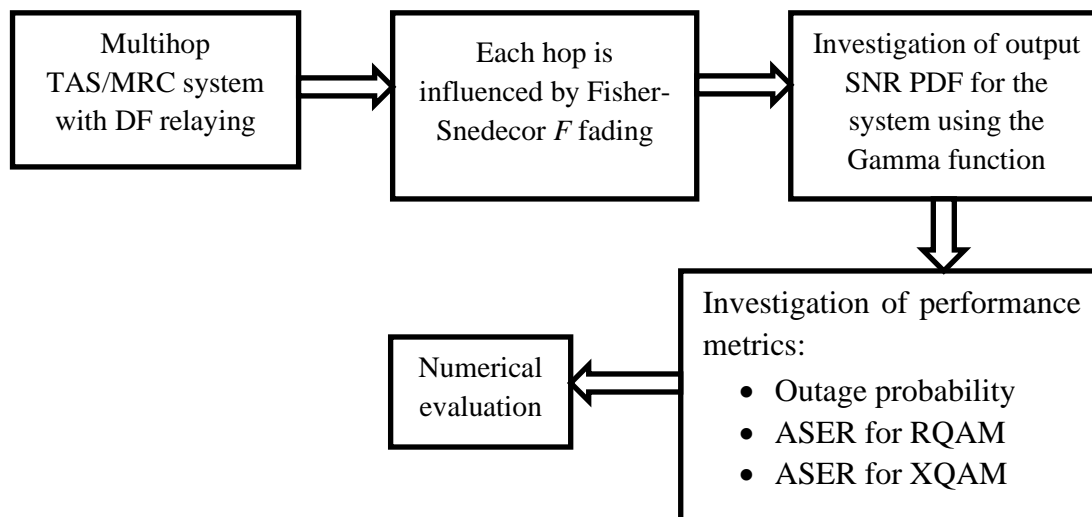 Multihop
TAS/MRC system
with DF relaying
Each hop is
influenced by Fisher-
Snedecor F fading
Investigation of output
SNR PDF for the
system using the
Gamma function
Investigation of performance
metrics:
• Outage probability
• ASER for RQAM
• ASER for XQAM
Numerical
evaluation